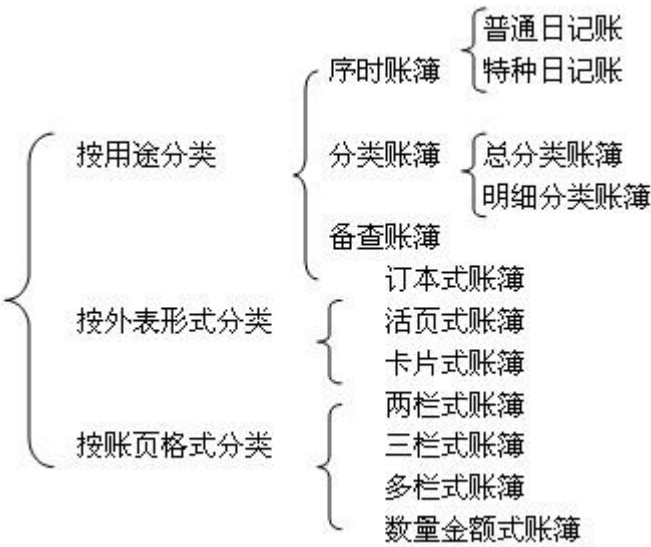 普通日记账
序时账簿
特种日记账
按用途分类
分类账簿
总分类账簿
明细分类账簿
备查账簿
订本式账簿
按外表形式分类
活页式账簿
卡片式账簿
两栏式账簿
按账页格式分类
三栏式账簿
多栏式账簿
数量金额式账簿